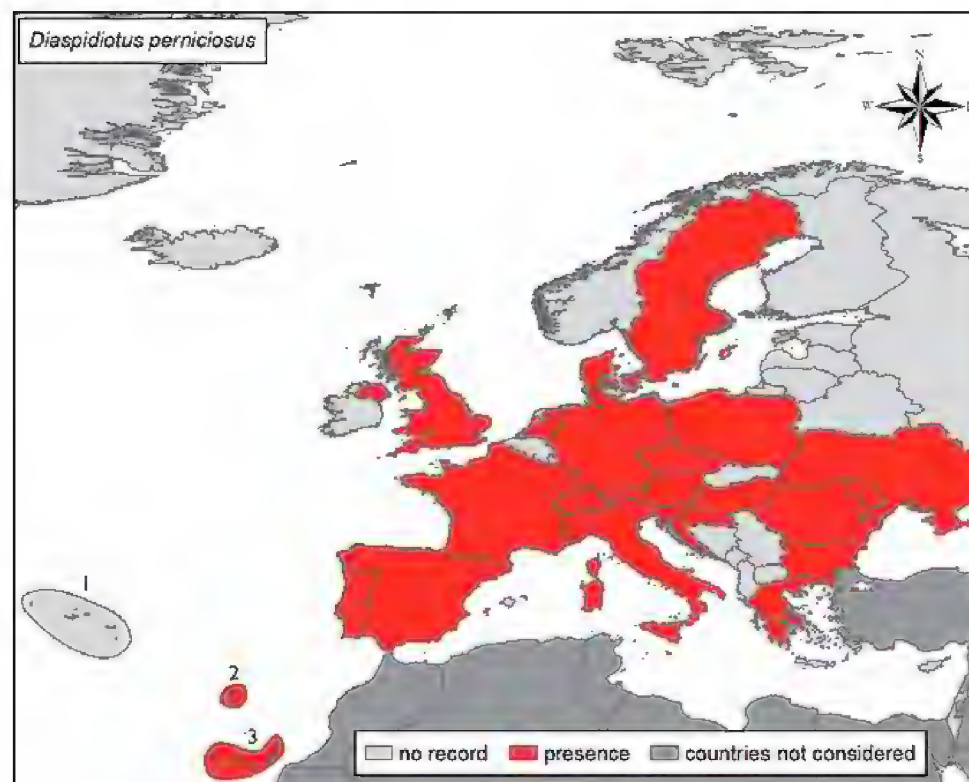 Diaspidiotus perniciosus
N
W
S
1
2
3
no record presence countries not considered